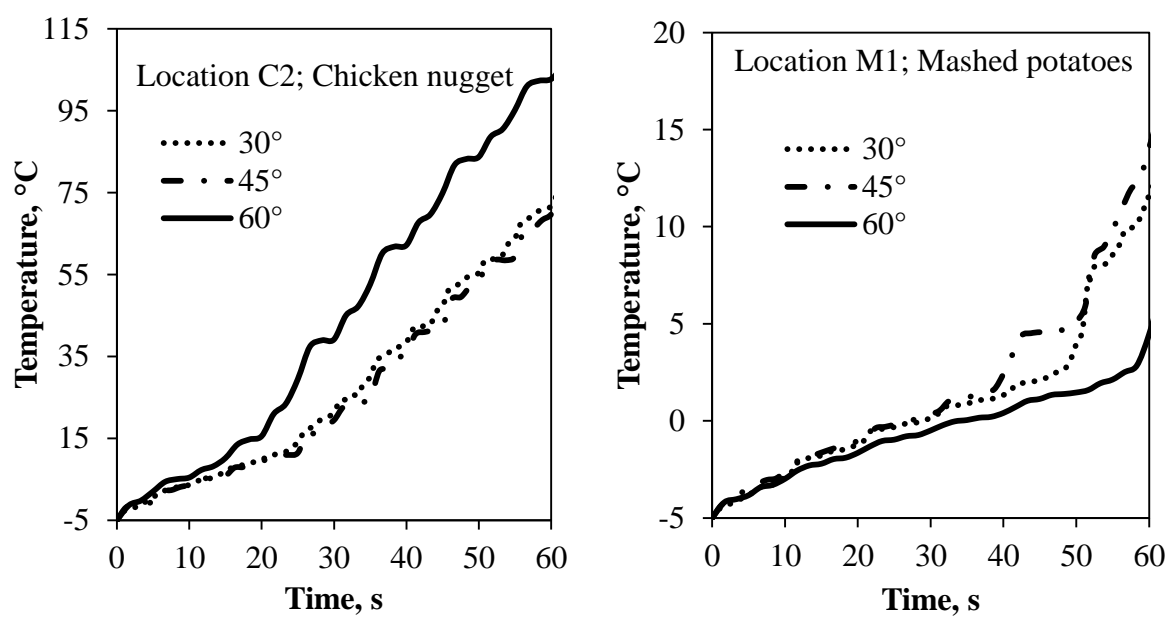 115
95
75
55
35
15
-5
Temperature, °C
Location C2; Chicken nugget
30°
45°
60°
0 10 20 30 40 50 60
Time, s
20
15
10
5
0
-5
Temperature, °C
Location M1; Mashed potatoes
30°
45°
60°
0 10 20 30 40 50 60
Time, s